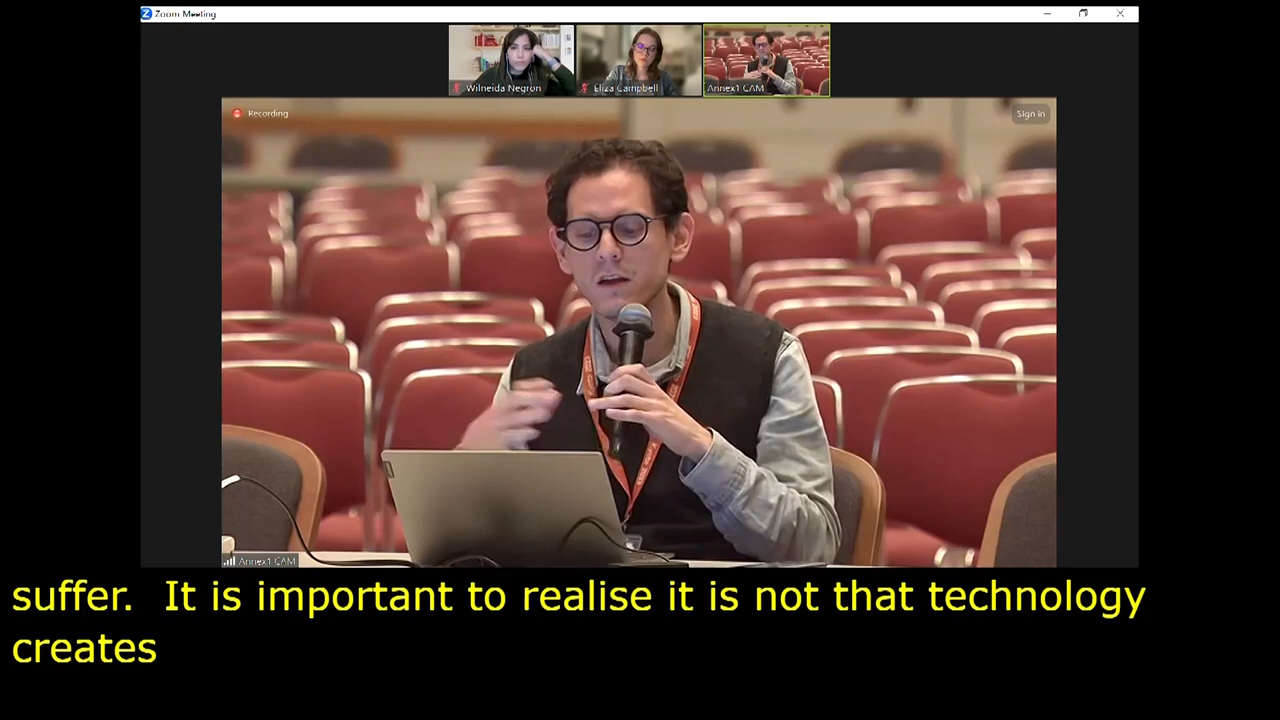 Zoom Meeting
Wilneida Negron
Eliza Campbell
Annex1 CAM
Recording
Sign in
Annex1 CAM
suffer. It is important to realise it is not that technology
creates